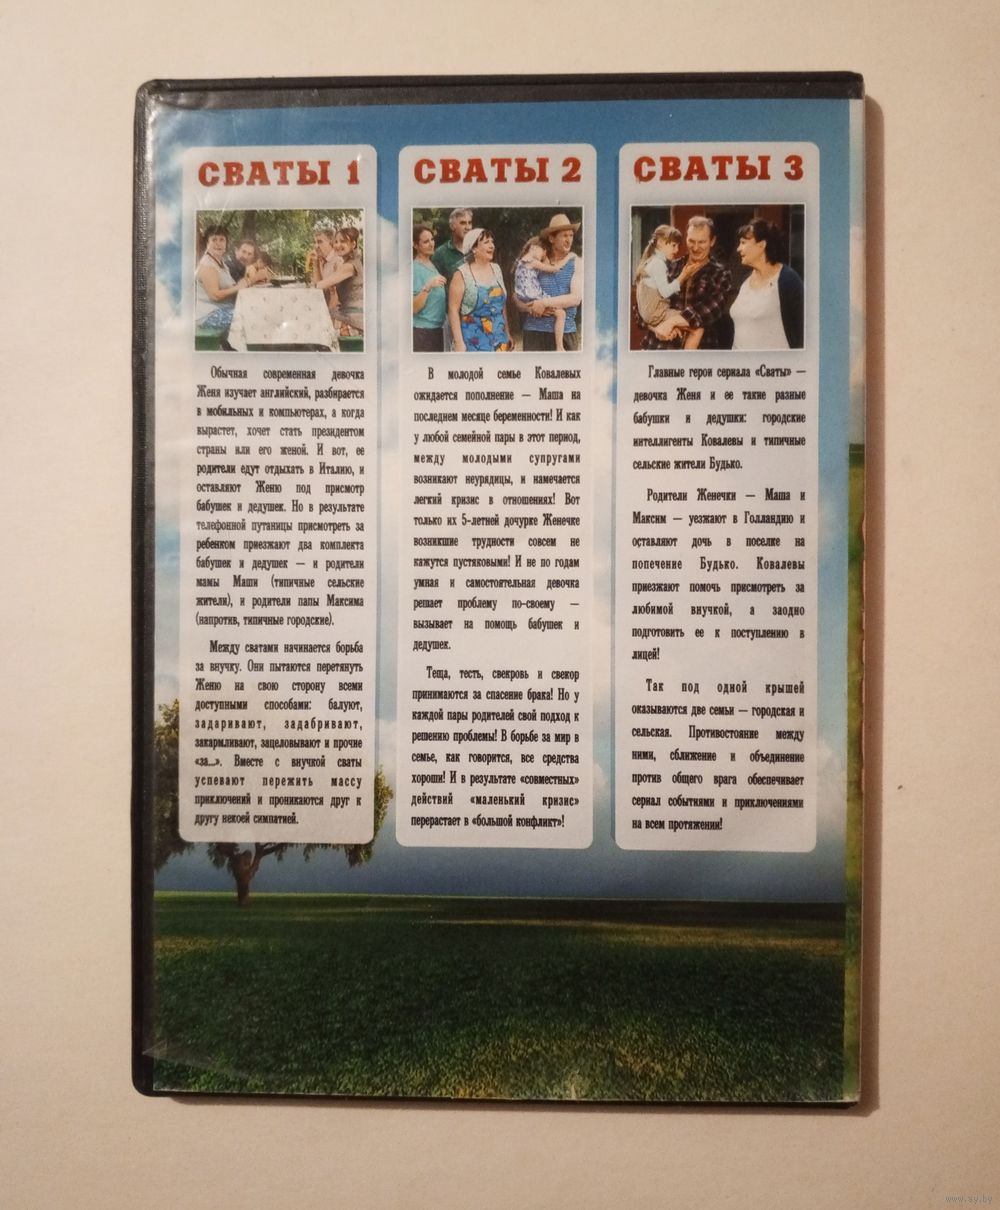 СВАТЫ 1
Обычная современная девочка
Женя изучает английский, разбирается
в мобильных и компьютерах, а когда
вырастет, хочет стать президентом
страны или его женой. И вот, ее
родители едут отдыхать в Италию, и
оставляют Женю под присмотр
бабушек и дедушек. Но в результате
телефонной путаницы присмотреть за
ребенком приезжают два комплекта
бабушек и дедушек — и родители
мамы Маши (типичные сельские
жители), и родители папы Максима
(напротив, типичные городские).
Между сватами начинается борьба
за внучку. Они пытаются перетянуть
Женю на свою сторону всеми
доступными способами: балуют,
задаривают, задабривают,
закармливают, зацеловывают и прочие
«за...». Вместе с внучкой сваты
успевают пережить массу
приключений и проникаются друг к
другу некоей симпатией.
СВАТЫ 2
В молодой семье Ковалевых
ожидается пополнение — Маша на
последнем месяце беременности! И как
у любой семейной пары в этот период,
между молодыми супругами
возникают неурядицы, и намечается
легкий кризис в отношениях! Вот
только их 5-летней дочурке Женечке
возникшие трудности совсем не
кажутся пустяковыми! И не по годам
умная и самостоятельная девочка
решает проблему по-своему —
вызывает на помощь бабушек и
дедушек.
Теща, тесть, свекровь и свекор
принимаются за спасение брака! Но у
каждой пары родителей свой подход к
решению проблемы! В борьбе за мир в
семье, как говорится, все средства
хороши! И в результате «совместных»
действий «маленький кризис»
перерастает в «большой конфликт»!
СВАТЫ 3
Главные герои сериала «Сваты» —
девочка Женя и ее такие разные
бабушки и дедушки: городские
интеллигенты Ковалевы и типичные
сельские жители Будько.
Родители Женечки — Маша и
Максим — уезжают в Голландию и
оставляют дочь в поселке на
попечение Будько. Ковалевы
приезжают помочь присмотреть за
любимой внучкой, а заодно
подготовить ее к поступлению в
лицей!
Так под одной крышей
оказываются две семьи — городская и
сельская. Противостояние между
ними, сближение и объединение
против общего врага обеспечивает
сериал событиями и приключениями
на всем протяжении!
www.ay.by